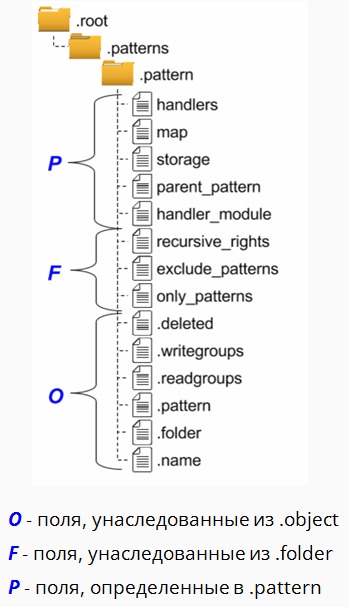 .root
.patterns
.pattern
handlers
map
P
storage
parent_pattern
handler_module
recursive_rights
F
exclude_patterns
only_patterns
.deleted
.writegroups
.readgroups
O
.pattern
.folder
.name
O - поля, унаследованные из .object
F - поля, унаследованные из .folder
P - поля, определенные в .pattern